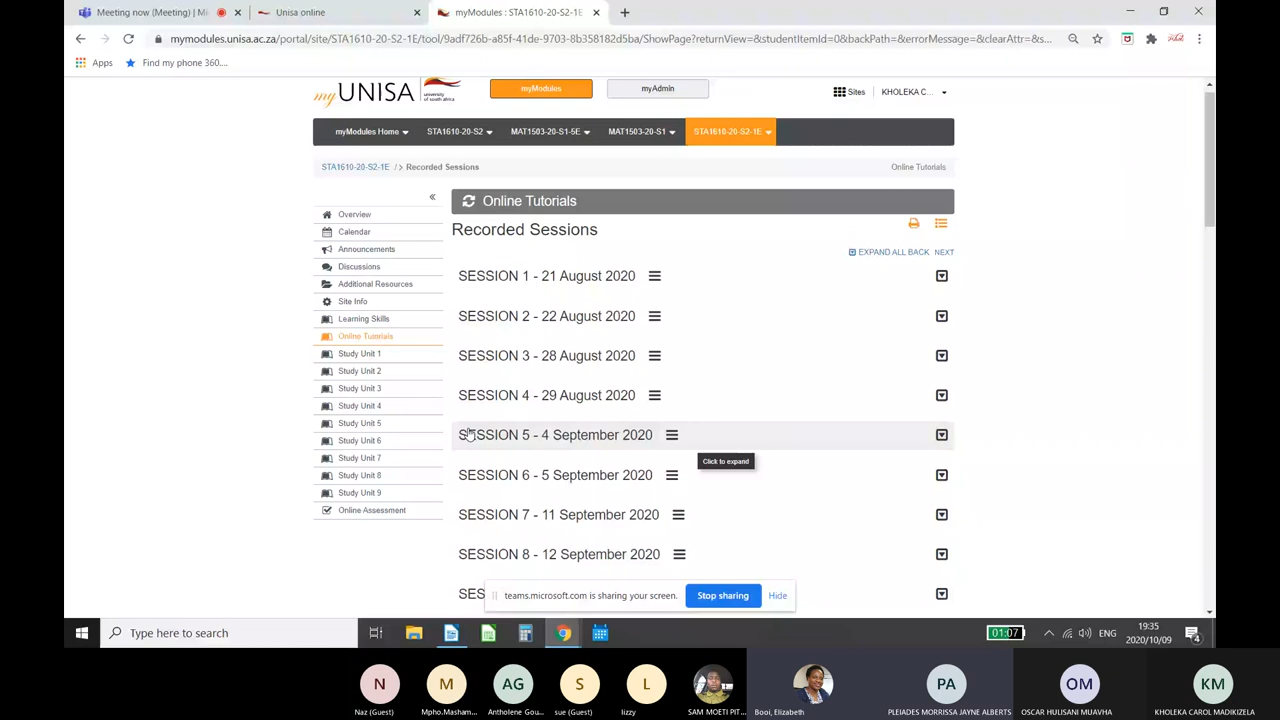 Meeting now (Meeting) | Mi
Unisa online
myModules : STA1610-20-S2-1E
mymodules.unisa.ac.za/portal/site/STA1610-20-S2-1E/tool/9adf726b-a85f-41de-9703-8b358182d5ba/ShowPage?returnView=&studentItemId=0&backPath=&errorMessage=&clearAttr=&s...
Apps
Find my phone 360....
myUNISA
university
of south africa
myModules
myAdmin
Sites
KHOLEKA C...
myModules Home
STA1610-20-S2
MAT1503-20-S1-5E
MAT1503-20-S1
STA1610-20-S2-1E
STA1610-20-S2-1E / > Recorded Sessions
Online Tutorials
«
Overview
Calendar
Announcements
Discussions
Additional Resources
Site Info
Learning Skills
Online Tutorials
Study Unit 1
Study Unit 2
Study Unit 3
Study Unit 4
Study Unit 5
Study Unit 6
Study Unit 7
Study Unit 8
Study Unit 9
Online Assessment
Online Tutorials
Recorded Sessions
EXPAND ALL BACK NEXT
SESSION 1 - 21 August 2020
SESSION 2 - 22 August 2020
SESSION 3 - 28 August 2020
SESSION 4 - 29 August 2020
SESSION 5 - 4 September 2020
Click to expand
SESSION 6 - 5 September 2020
SESSION 7 - 11 September 2020
SESSION 8 - 12 September 2020
SES
teams.microsoft.com is sharing your screen.
Stop sharing
Hide
Type here to search
01:07
ENG
19:35
2020/10/09
4
N
M
AG
S
L
PA
OM
KM
Naz (Guest)
Mpho.Masham...
Antholene Gou...
sue (Guest)
lizzy
SAM MOETI PIT...
Booi, Elizabeth
PLEIADES MORRISSA JAYNE ALBERTS
OSCAR HULISANI MUAVHA
KHOLEKA CAROL MADIKIZELA